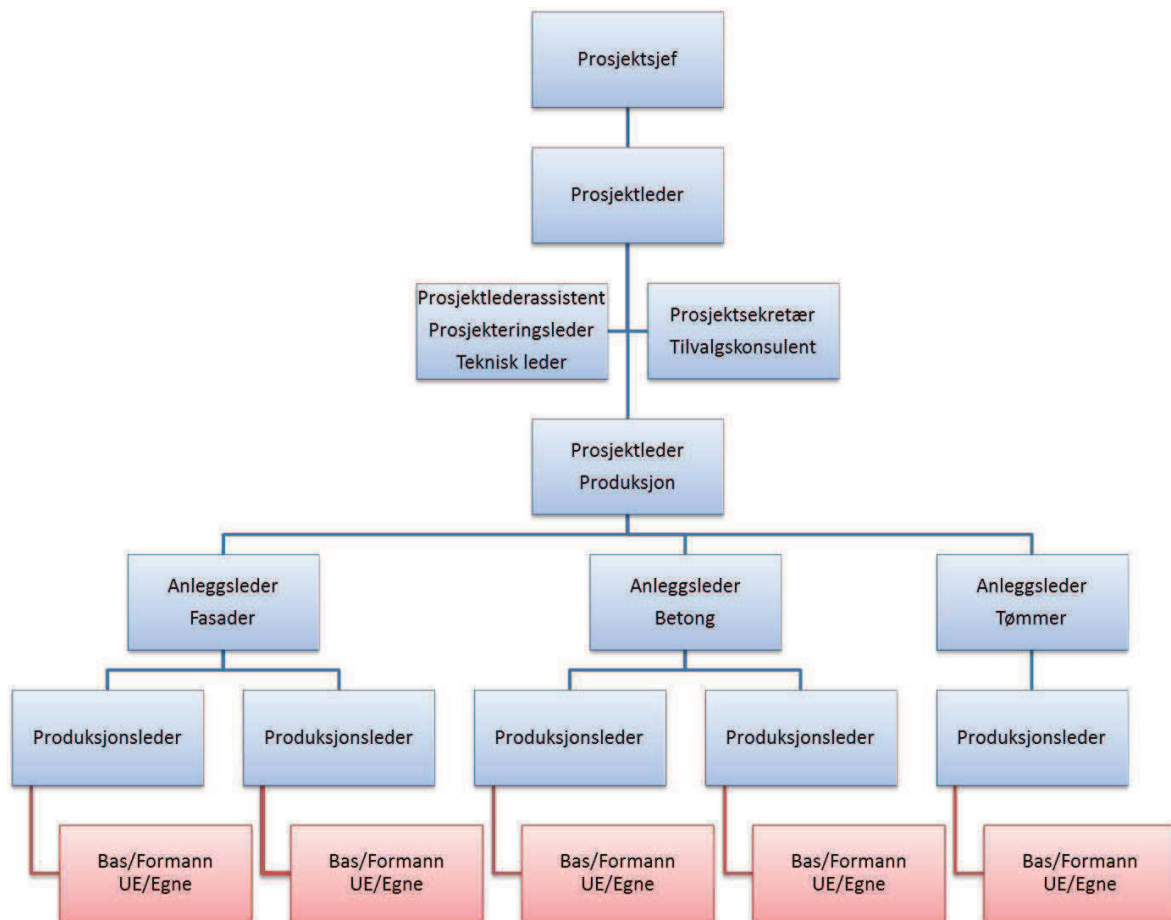 Prosjektsjef
Prosjektleder
Prosjektlederassistent
Prosjekteringsleder
Teknisk leder
Prosjektsekretær
Tilvalgskonsulent
Prosjektleder
Produksjon
Anleggsleder
Fasader
Anleggsleder
Betong
Anleggsleder
Tømmer
Produksjonsleder
Produksjonsleder
Produksjonsleder
Produksjonsleder
Produksjonsleder
Bas/Formann
UE/Egne
Bas/Formann
UE/Egne
Bas/Formann
UE/Egne
Bas/Formann
UE/Egne
Bas/Formann
UE/Egne